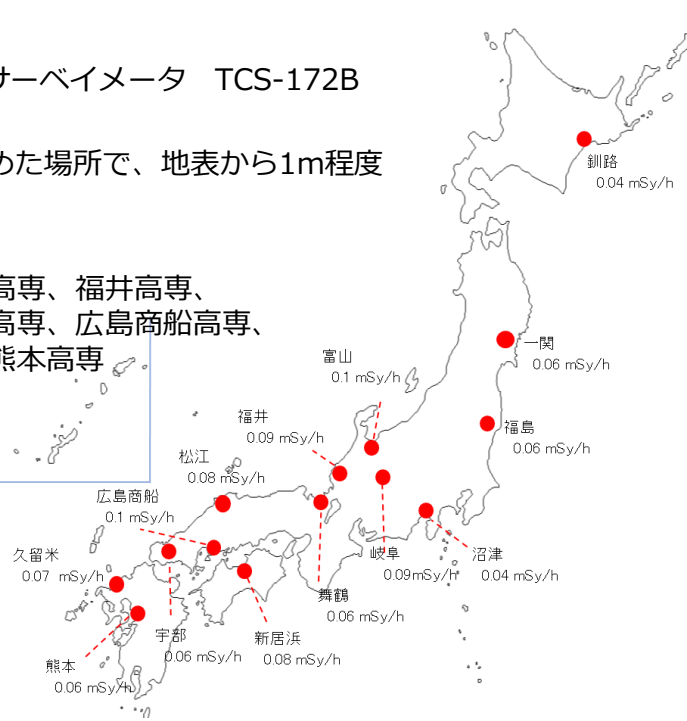 サーベイメータ　TCS-172B
めた場所で、地表から1m程度
高専、福井高専、
高専、広島商船高専、
熊本高専
釧路
0.04 mSy/h
一関
0.06 mSy/h
富山
0.1 mSy/h
福島
0.06 mSy/h
福井
0.09 mSy/h
松江
0.08 mSy/h
広島商船
0.1 mSy/h
久留米
0.07 mSy/h
岐阜
0.09mSy/h
沼津
0.04 mSy/h
舞鶴
0.06 mSy/h
宇部
0.06 mSy/h
新居浜
0.08 mSy/h
熊本
0.06 mSy/h